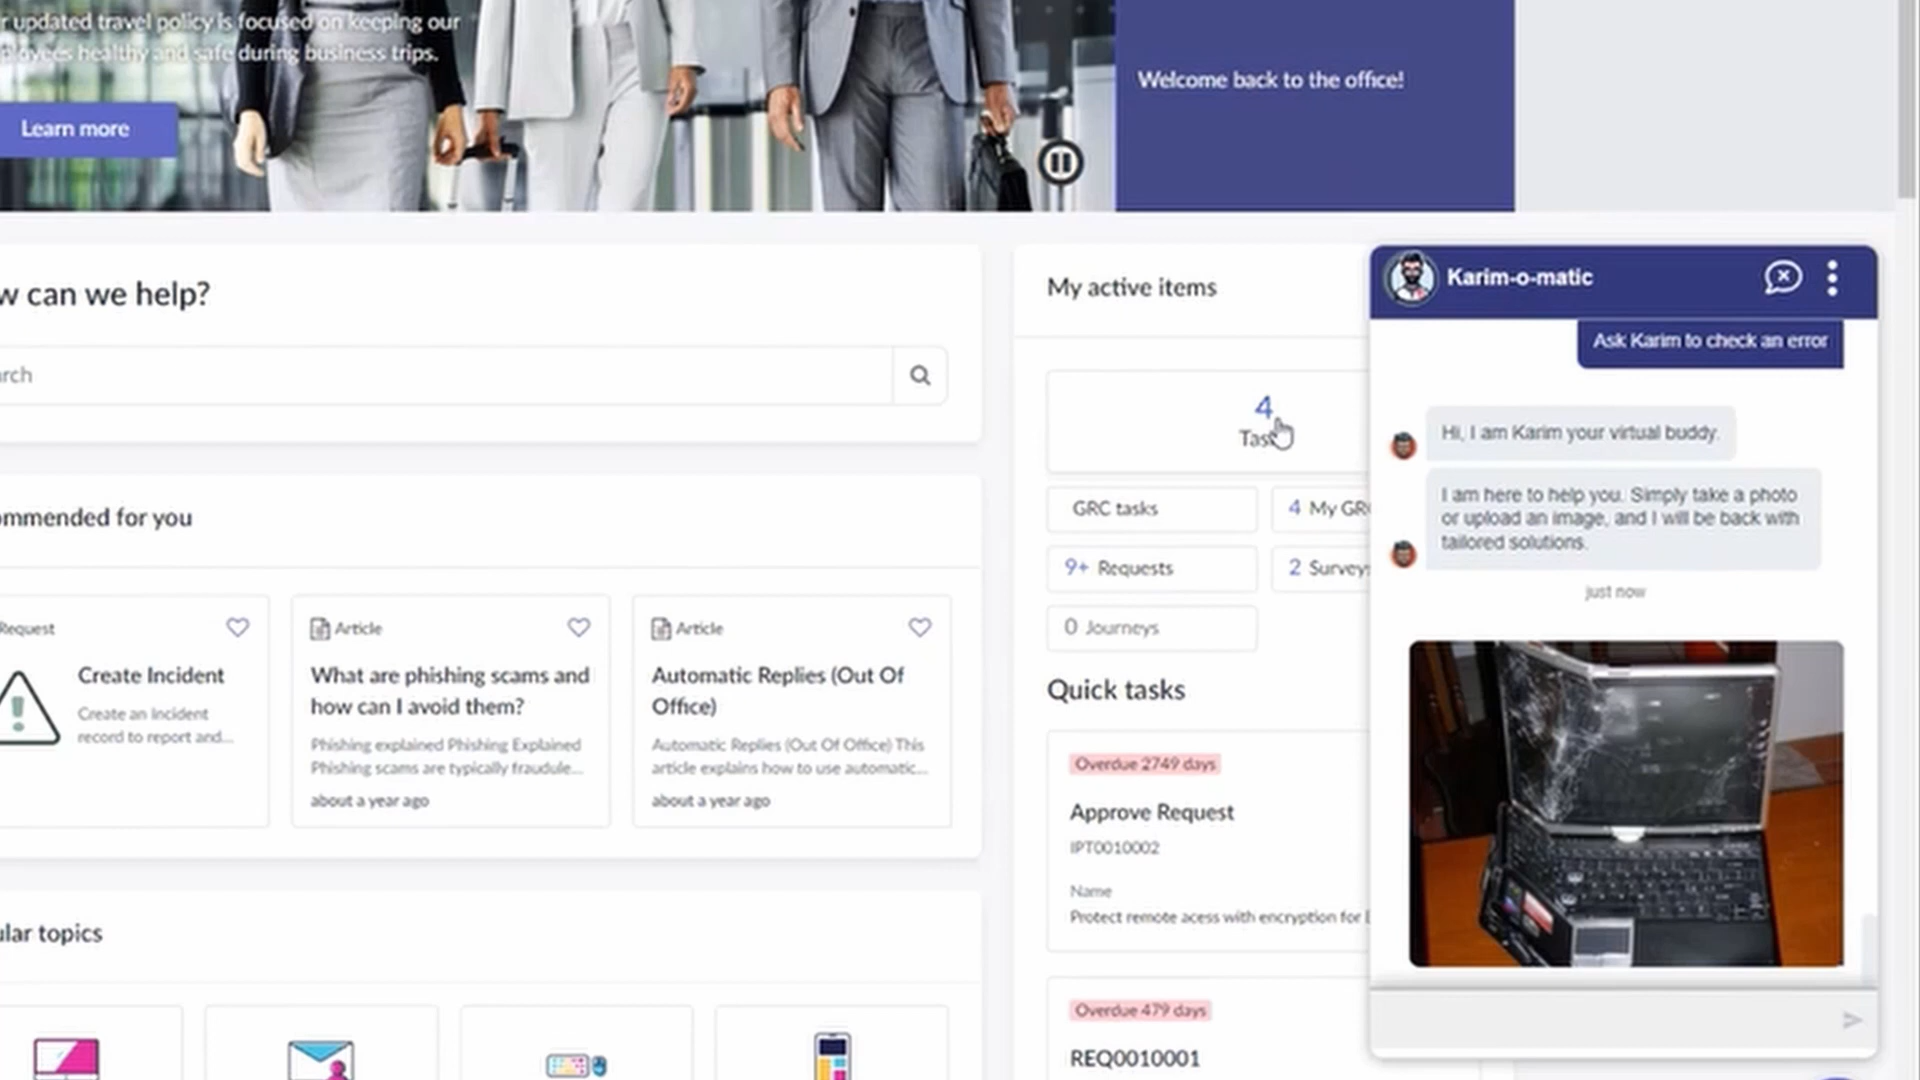 r updated travel policy is focused on keeping our
ployees healthy and safe during business trips.
Learn more
Welcome back to the office!
w can we help?
rch
My active items
4
Task
GRC tasks
4 My GR
9+ Requests
2 Surveys
0 Journeys
ommended for you
Request
Create Incident
Create an Incident
record to report and...
Article
What are phishing scams and
how can I avoid them?
Phishing explained Phishing Explained
Phishing scams are typically fraudule...
about a year ago
Article
Automatic Replies (Out Of
Office)
Automatic Replies (Out Of Office) This
article explains how to use automatic...
about a year ago
Quick tasks
Overdue 2749 days
Approve Request
IPT0010002
Name
Protect remote acess with encryption for
Overdue 479 days
REQ0010001
ular topics
Karim-o-matic
Ask Karim to check an error
Hi, I am Karim your virtual buddy.
I am here to help you. Simply take a photo
or upload an image, and I will be back with
tailored solutions.
just now